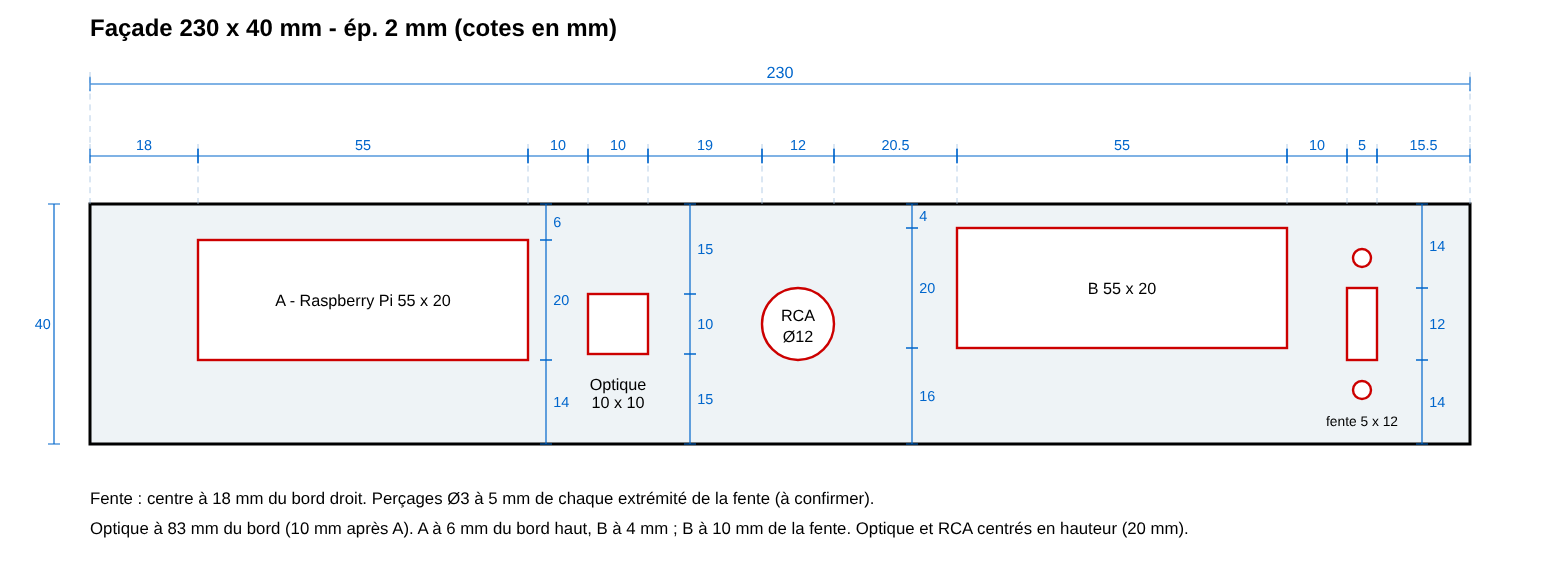 Façade 230 x 40 mm - ép. 2 mm (cotes en mm)
230
18 55 10 10 19 12 20.5 55 10 5 15.5
6
4
15
14
40
A - Raspberry Pi 55 x 20
20
10
RCA
Ø12
20
B 55 x 20
12
Optique
10 x 10
14
15
16
14
fente 5 x 12
Fente : centre à 18 mm du bord droit. Perçages Ø3 à 5 mm de chaque extrémité de la fente (à confirmer).
Optique à 83 mm du bord (10 mm après A). A à 6 mm du bord haut, B à 4 mm ; B à 10 mm de la fente. Optique et RCA centrés en hauteur (20 mm).